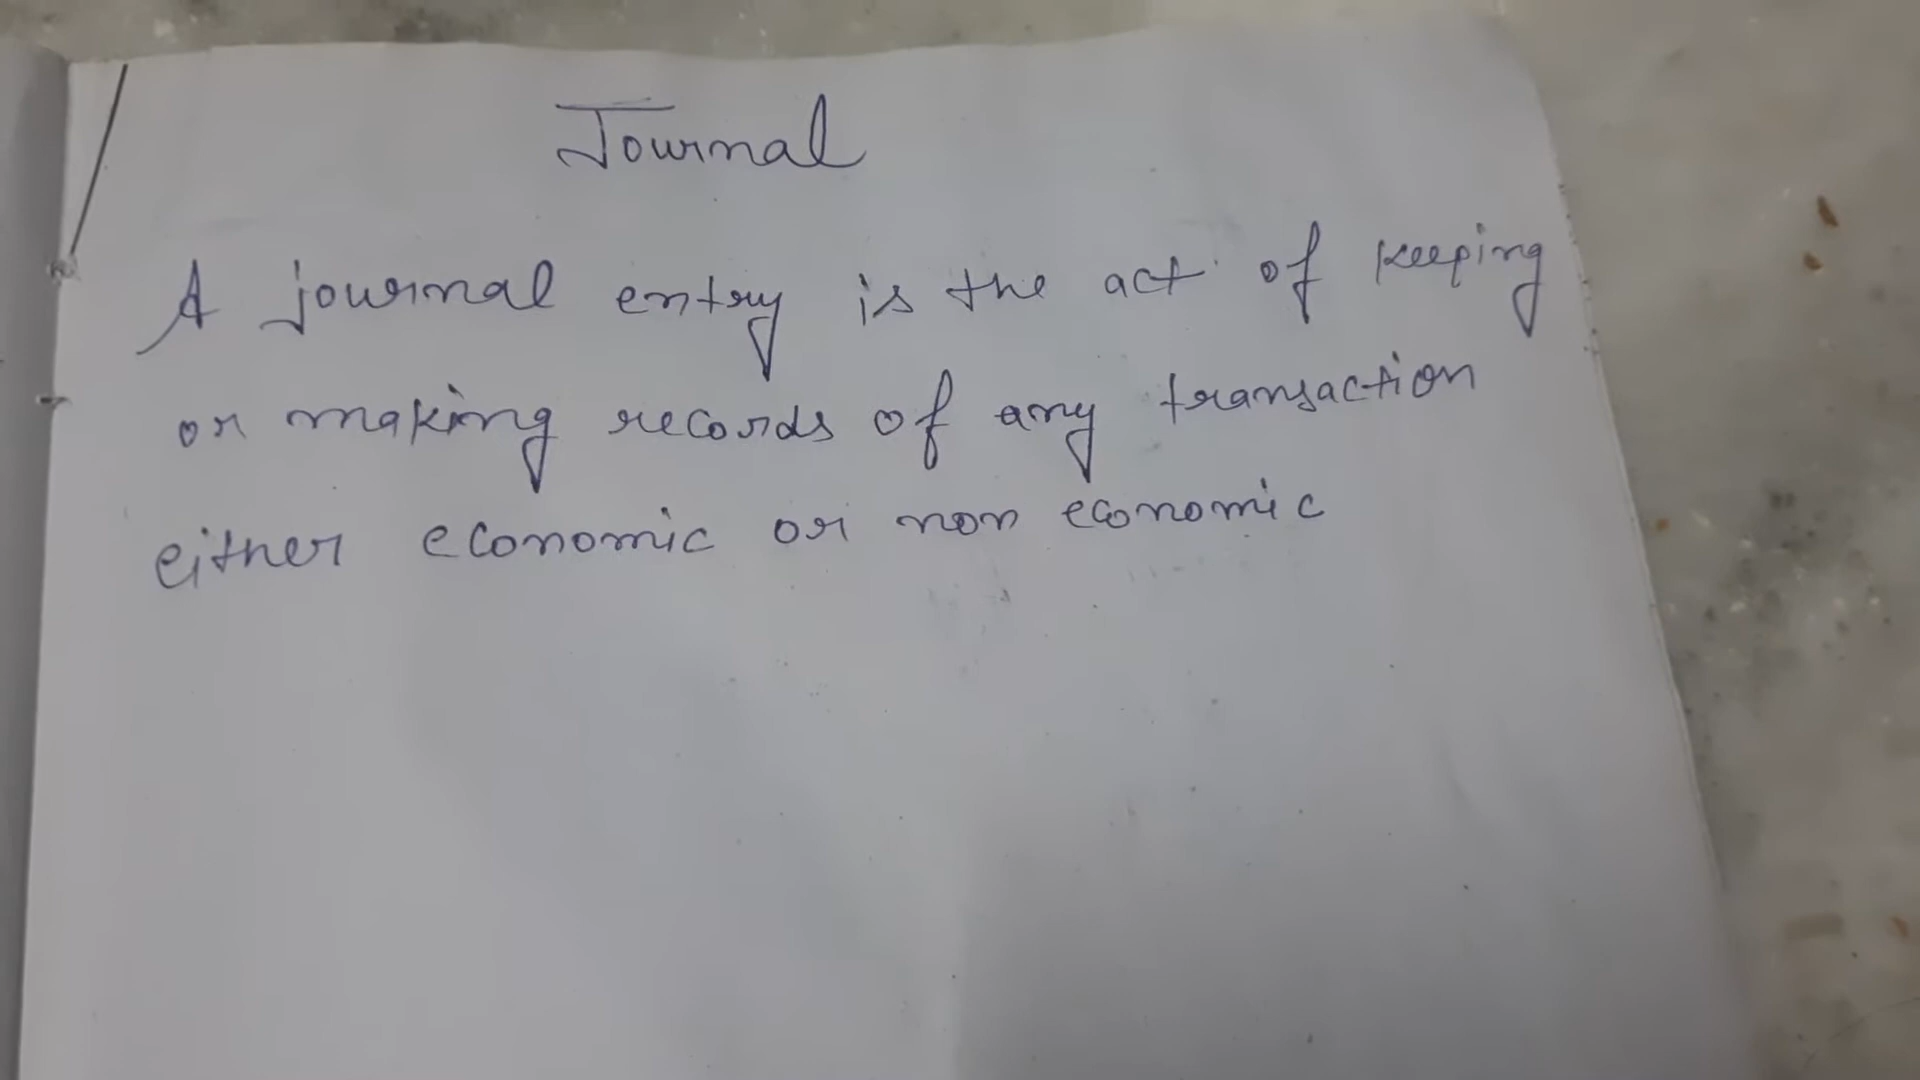 Journal
A journal entry is the act of keeping
or making records of any transaction
either economic or non economic